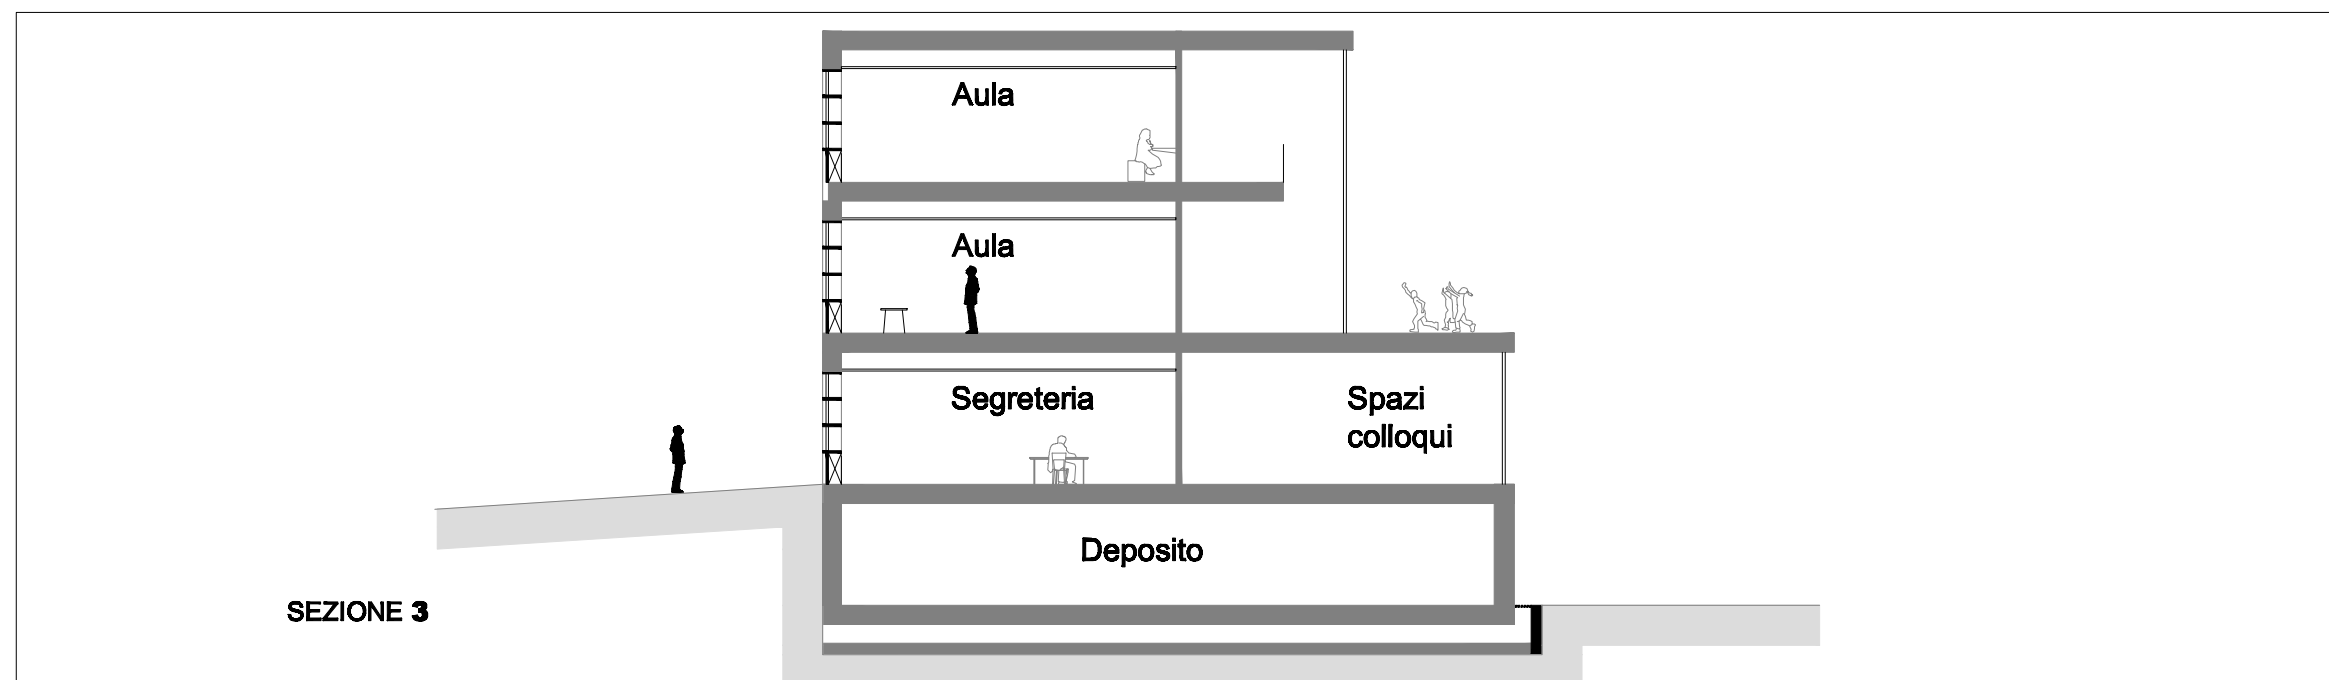 Aula
Aula
Segreteria
Spazi
colloqui
Deposito
SEZIONE 3